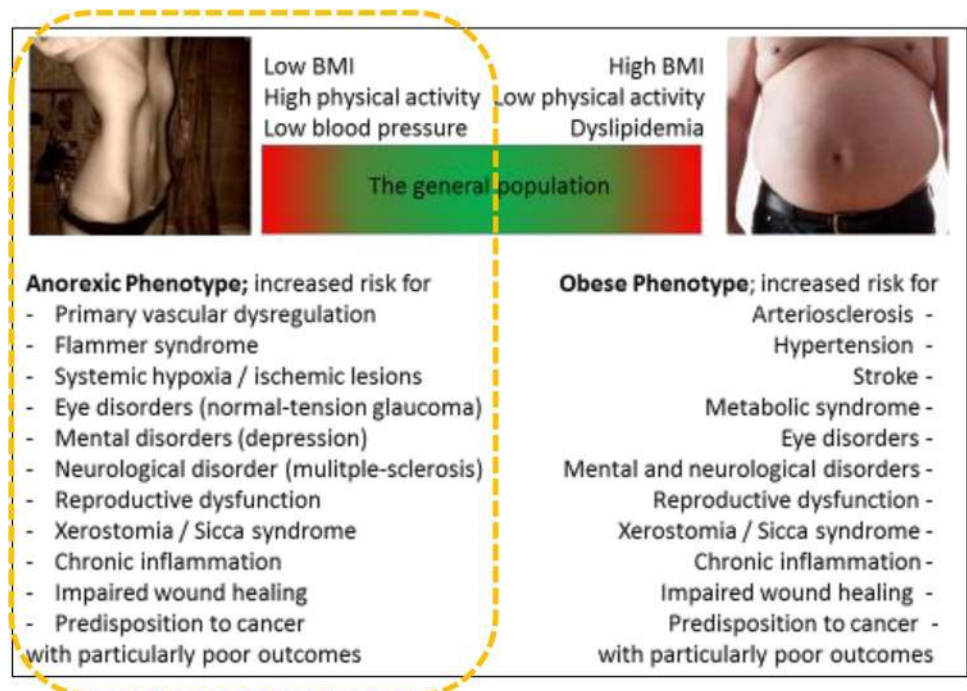 Low BMI
High physical activity
Low blood pressure
High BMI
Low physical activity
Dyslipidemia
The general population
Anorexic Phenotype; increased risk for
- Primary vascular dysregulation
- Flammer syndrome
- Systemic hypoxia / ischemic lesions
- Eye disorders (normal-tension glaucoma)
- Mental disorders (depression)
- Neurological disorder (mulitple-sclerosis)
- Reproductive dysfunction
- Xerostomia / Sicca syndrome
- Chronic inflammation
- Impaired wound healing
- Predisposition to cancer
with particularly poor outcomes
Obese Phenotype; increased risk for
Arteriosclerosis -
Hypertension -
Stroke -
Metabolic syndrome -
Eye disorders -
Mental and neurological disorders -
Reproductive dysfunction -
Xerostomia / Sicca syndrome -
Chronic inflammation -
Impaired wound healing -
Predisposition to cancer -
with particularly poor outcomes